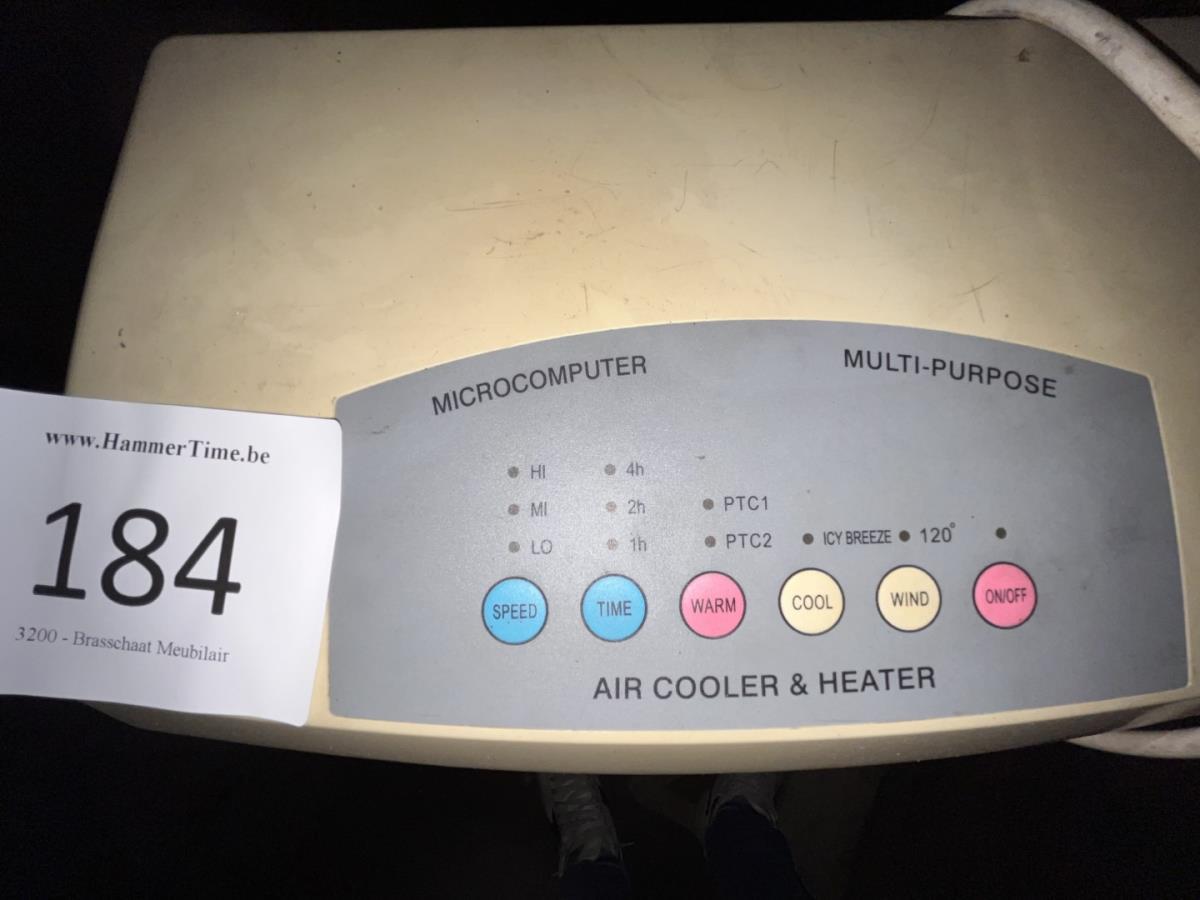 MICROCOMPUTER
MULTI-PURPOSE
www.HammerTime.be
184
3200 - Brasschaat Meubilair
HI 4h
MI 2h PTC1
LO 1h PTC2 ICY BREEZE 120°
SPEED TIME WARM COOL WIND ON/OFF
AIR COOLER & HEATER